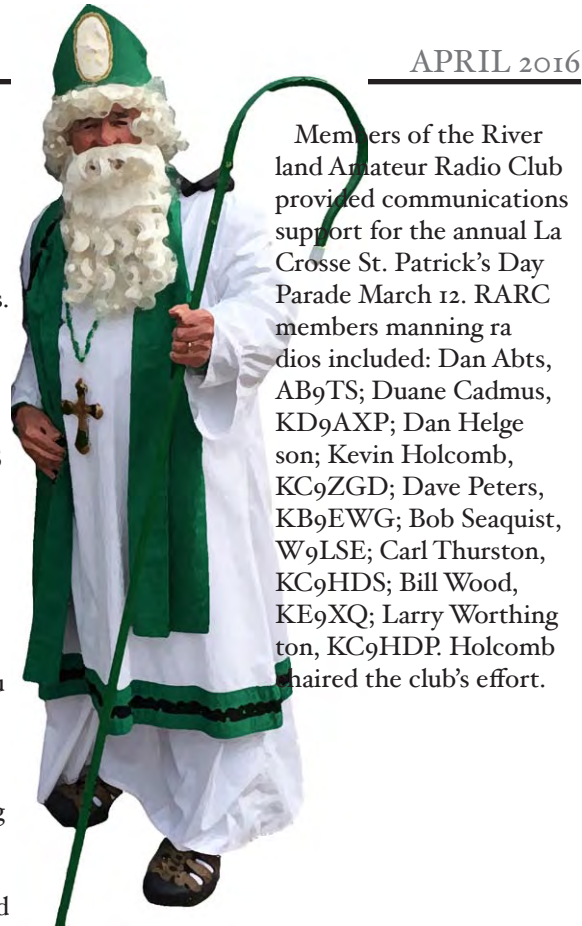 APRIL 2016
Members of the River
land Amateur Radio Club
provided communications
support for the annual La
Crosse St. Patrick's Day
Parade March 12. RARC
members manning ra
dios included: Dan Abts,
AB9TS; Duane Cadmus,
KD9AXP; Dan Helge
son; Kevin Holcomb,
KC9ZGD; Dave Peters,
KB9EWG; Bob Seaquist,
W9LSE; Carl Thurston,
KC9HDS; Bill Wood,
KE9XQ; Larry Worthing
ton, KC9HDP. Holcomb
chaired the club's effort.